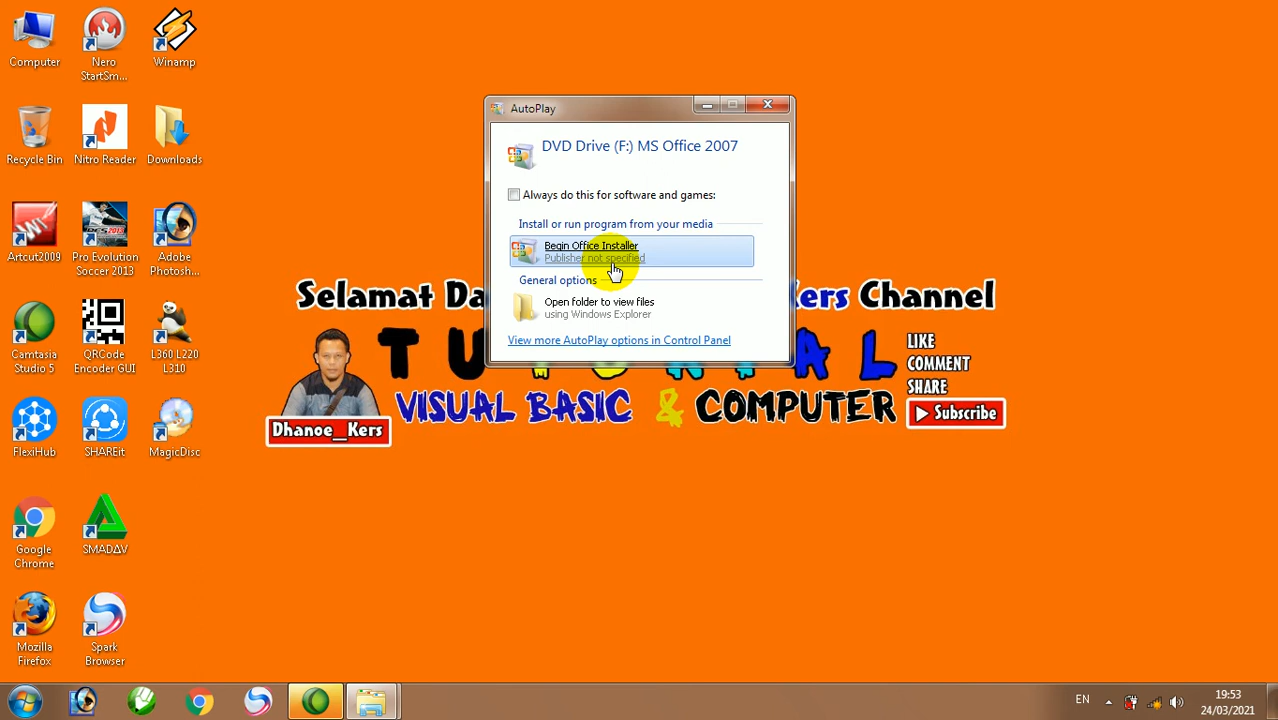 Computer
Nero
StartSm...
Winamp
Recycle Bin
Nitro Reader
Downloads
Artcut2009
Pro Evolution
Soccer 2013
Adobe
Photosh...
Camtasia
Studio 5
QRCode
Encoder GUI
L360 L220
L310
FlexiHub
SHAREit
MagicDisc
Google
Chrome
SMADΔV
Mozilla
Firefox
Spark
Browser
AutoPlay
DVD Drive (F:) MS Office 2007
Always do this for software and games:
Install or run program from your media
Begin Office Installer
Publisher not specified
General options
Open folder to view files
using Windows Explorer
View more AutoPlay options in Control Panel
Selamat Da
Kers Channel
VISUAL BASIC & COMPUTER
Dhanoe_Kers
LIKE
COMMENT
SHARE
Subscribe
EN
19:53
24/03/2021